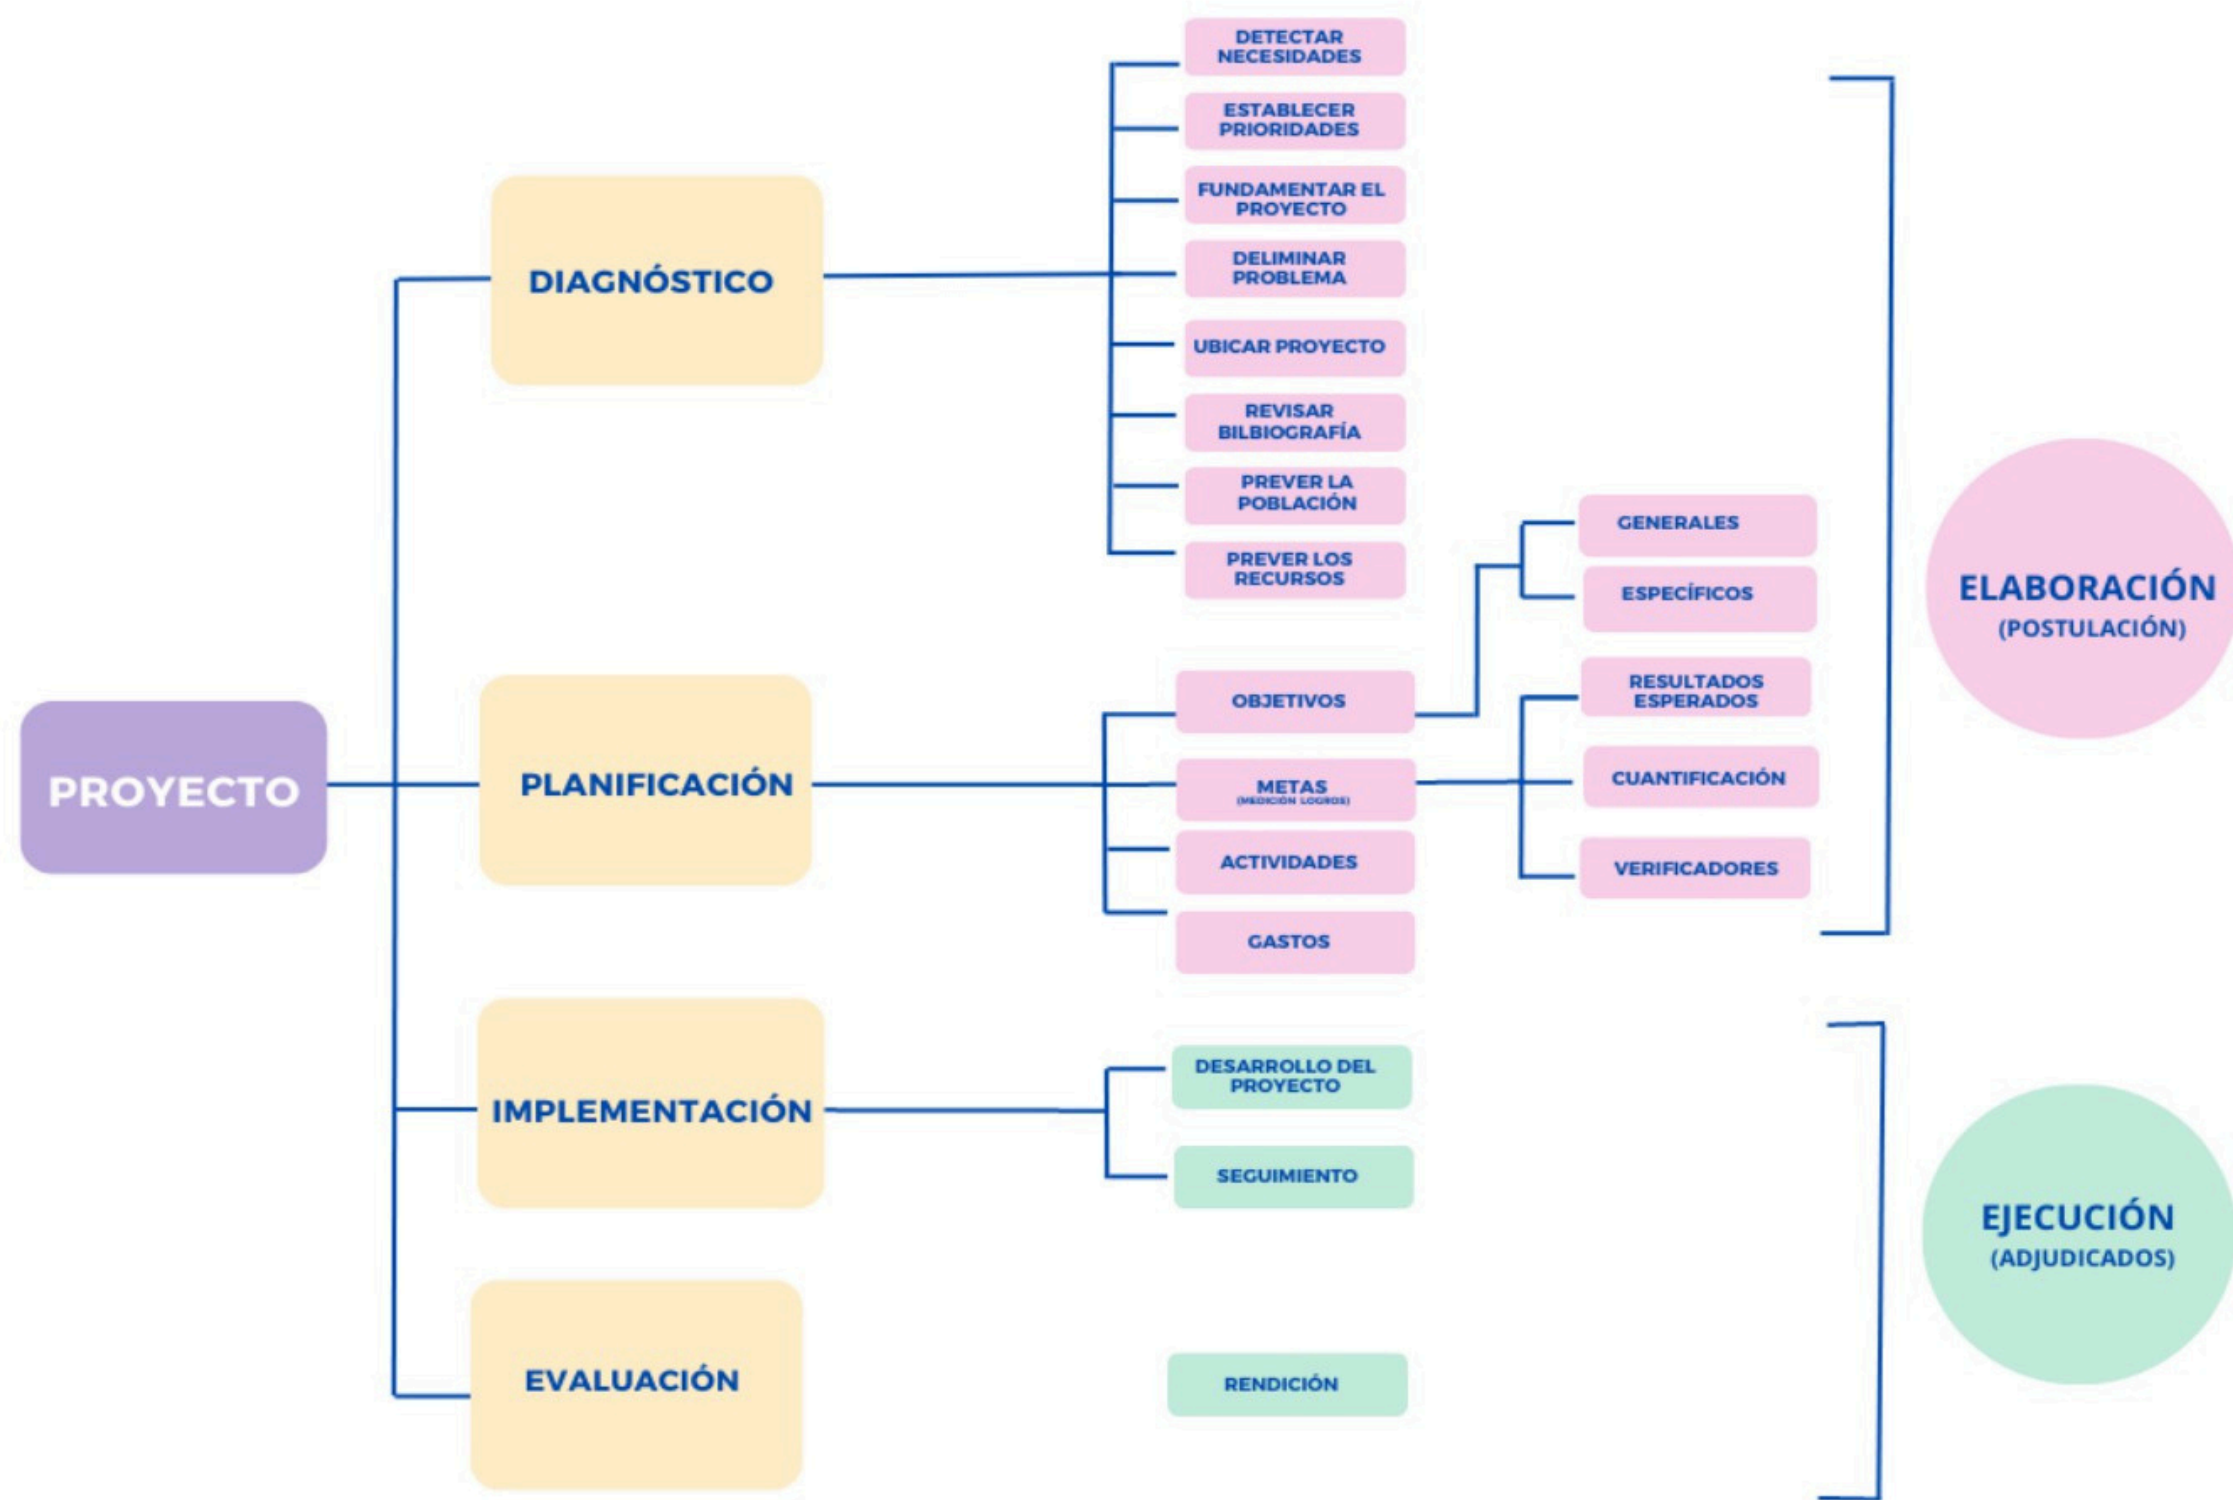 DETECTAR
NECESIDADES
ESTABLECER
PRIORIDADES
FUNDAMENTAR EL
PROYECTO
DIAGNÓSTICO
DELIMINAR
PROBLEMA
UBICAR PROYECTO
REVISAR
BILBIOGRAFÍA
PREVER LA
POBLACIÓN
PREVER LOS
RECURSOS
GENERALES
ESPECÍFICOS
ELABORACIÓN
(POSTULACIÓN)
PROYECTO
PLANIFICACIÓN
OBJETIVOS
RESULTADOS
ESPERADOS
METAS
(MEDICIÓN LOGROS)
CUANTIFICACIÓN
ACTIVIDADES
VERIFICADORES
GASTOS
IMPLEMENTACIÓN
DESARROLLO DEL
PROYECTO
SEGUIMIENTO
EJECUCIÓN
(ADJUDICADOS)
EVALUACIÓN
RENDICIÓN